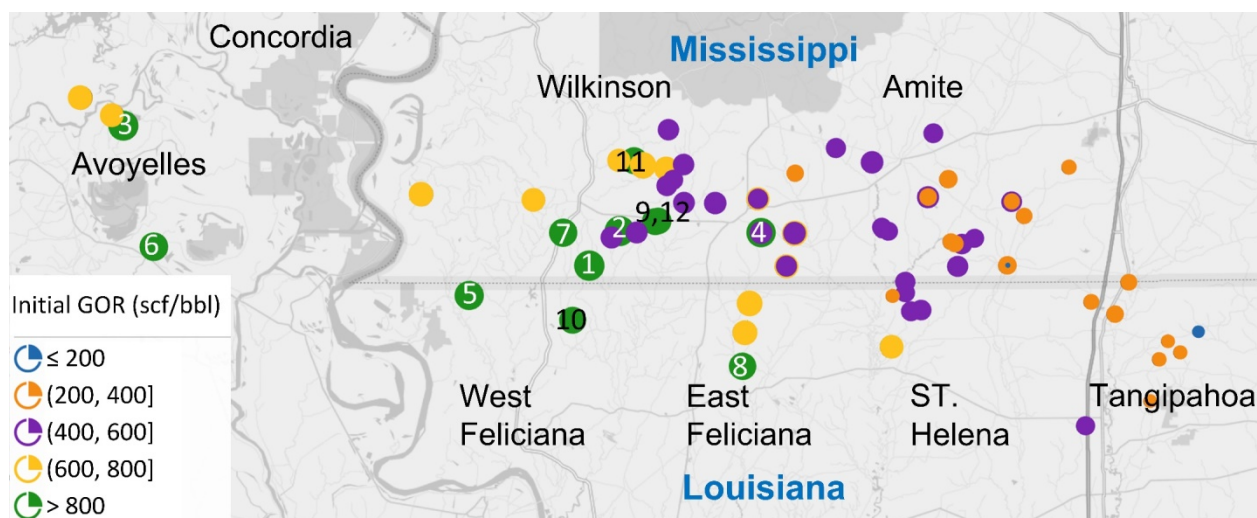 Concordia
Mississippi
Wilkinson
Amite
3
Avoyelles
11
9,12
2
7
4
6
1
5
10
Initial GOR (scf/bbl)
≤ 200
(200, 400]
(400, 600]
(600, 800]
> 800
8
West
Feliciana
East
Feliciana
ST.
Helena
Tangipahoa
Louisiana